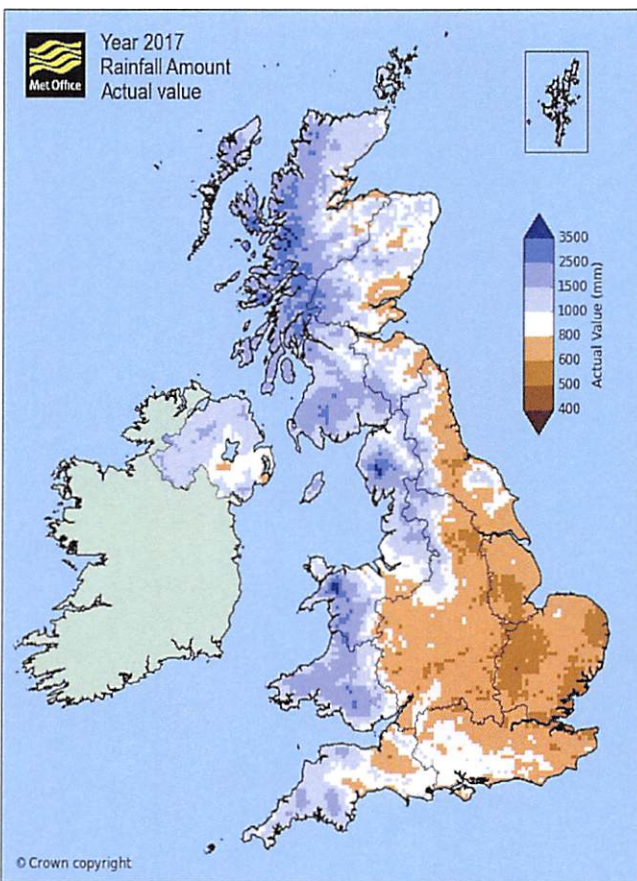 Met Office
Year 2017
Rainfall Amount
Actual value
3500
2500
1500
1000
800
600
500
400
Actual Value (mm)
© Crown copyright